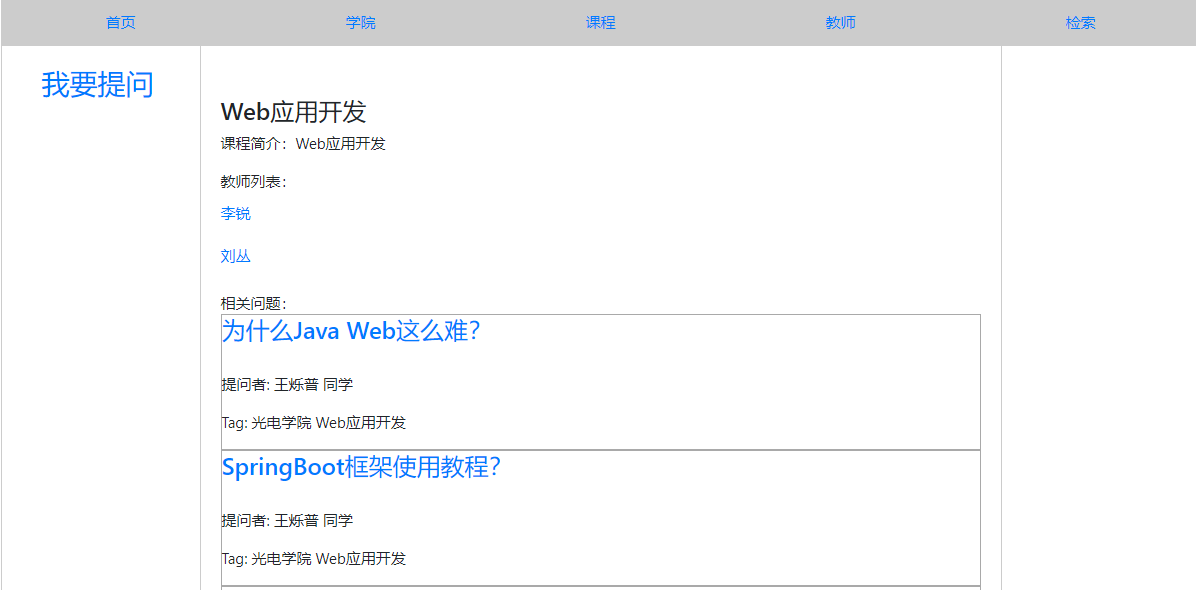 首页 学院 课程 教师 检索
我要提问
Web应用开发
课程简介：Web应用开发
教师列表：
李锐
刘丛
相关问题：
为什么Java Web这么难？
提问者: 王烁普 同学
Tag: 光电学院 Web应用开发
SpringBoot框架使用教程？
提问者: 王烁普 同学
Tag: 光电学院 Web应用开发